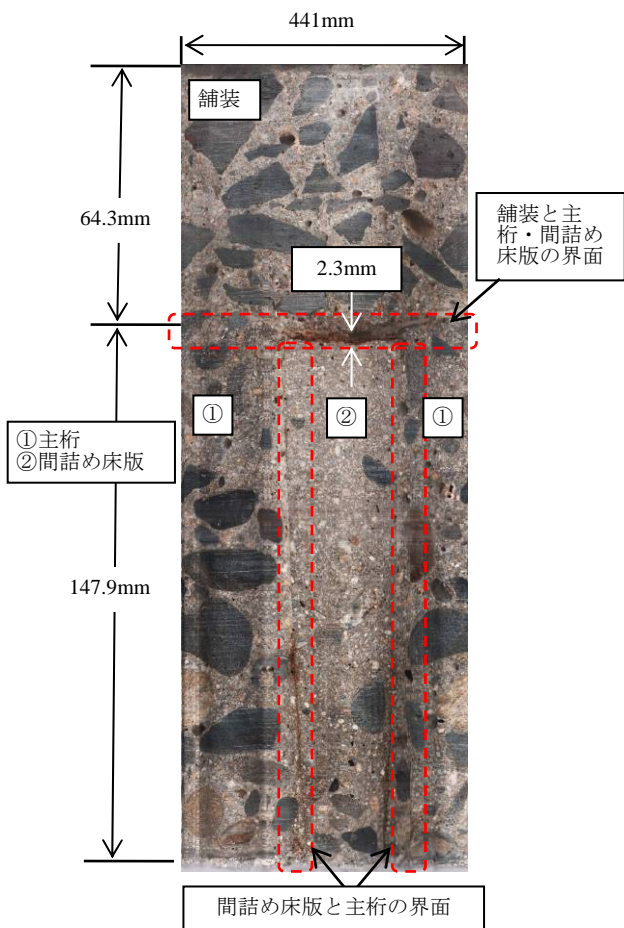 441mm
舗装
64.3mm
舗装と主
桁・間詰め
床版の界面
2.3mm
①
②
①
①主桁
②間詰め床版
147.9mm
間詰め床版と主桁の界面